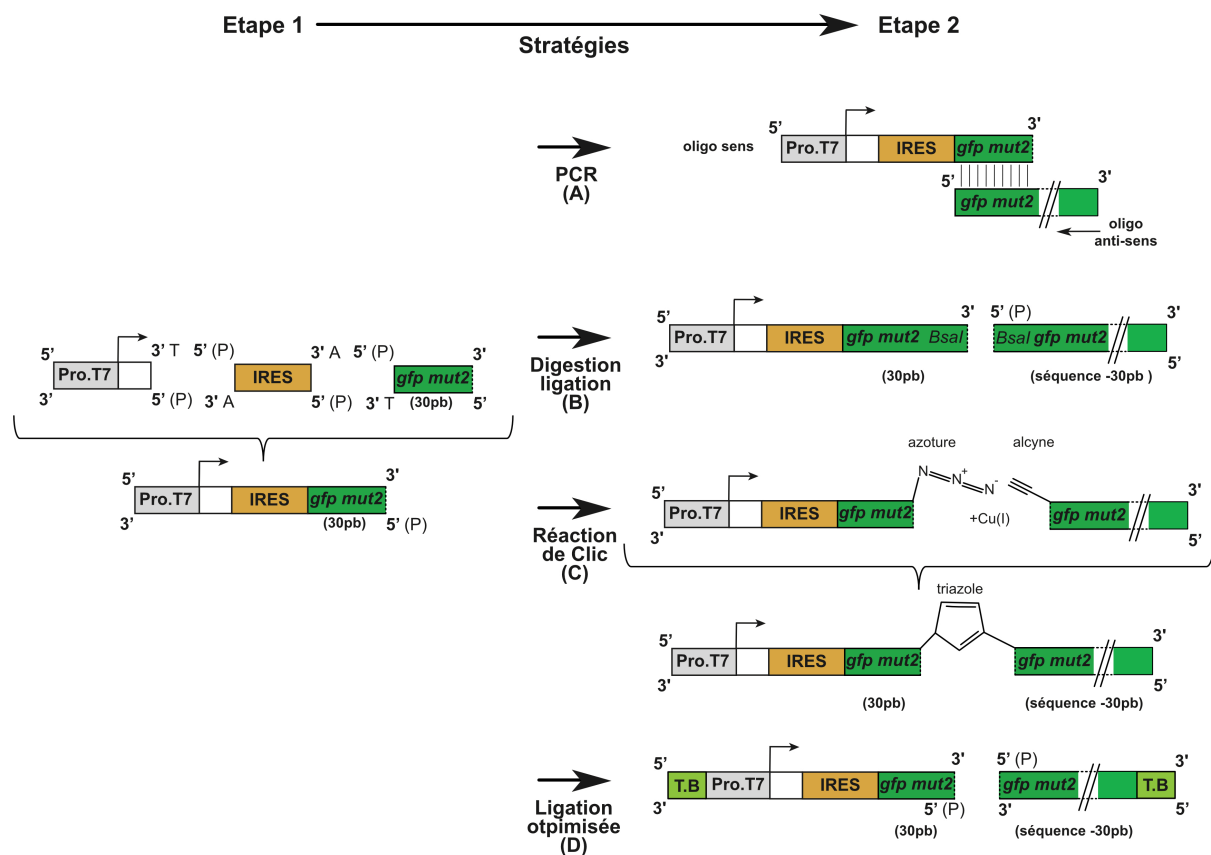 Etape 1
Stratégies
Etape 2
PCR
(A)
oligo sens
5’
3’
Pro.T7
IRES
gfp mut2
5’
3’
gfp mut2
oligo
anti-sens
5’
3’ T 5’ (P)
3’ A 5’ (P)
3’
Pro.T7
IRES
gfp mut2
3’
5’ (P)
3’ A
5’ (P)
3’ T
(30pb)
5’
5’
3'
Pro.T7
IRES
gfp mut2
3’
(30pb)
5’ (P)
Digestion
ligation
(B)
5’
3’
5’ (P)
3’
Pro.T7
IRES
gfp mut2 BsaI
BsaI gfp mut2
3’
5’
(30pb)
(séquence -30pb )
Réaction
de Clic
(C)
azoture
alcyne
N
N
+
N
-
+Cu(I)
5’
3'
Pro.T7
IRES
gfp mut2
gfp mut2
3’
5’
triazole
5’
3’
Pro.T7
IRES
gfp mut2
gfp mut2
3'
5’
(30pb)
(séquence -30pb)
Ligation
otpimisée
(D)
5’
3’
5’ (P)
3’
T.B
Pro.T7
IRES
gfp mut2
gfp mut2
T.B
3’
5’ (P)
3’
5’
(30pb)
(séquence -30pb)